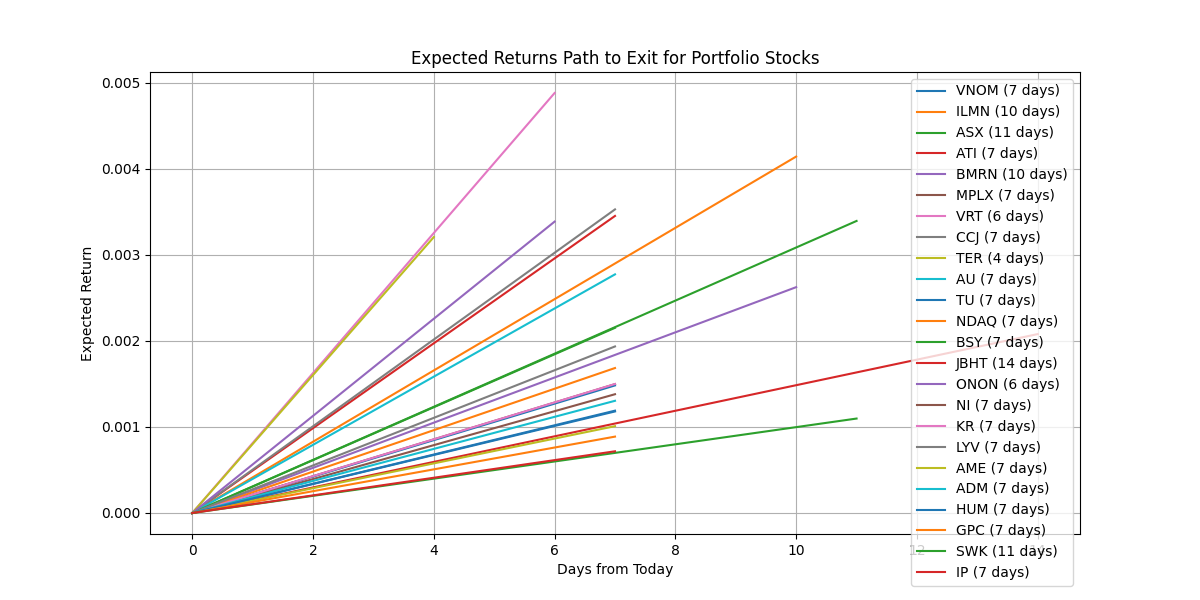 Expected Returns Path to Exit for Portfolio Stocks
Expected Return
0.005
0.004
0.003
0.002
0.001
0.000
0
2
4
6
8
10
12
14
Days from Today
VNOM (7 days)
ILMN (10 days)
ASX (11 days)
ATI (7 days)
BMRN (10 days)
MPLX (7 days)
VRT (6 days)
CCJ (7 days)
TER (4 days)
AU (7 days)
TU (7 days)
NDAQ (7 days)
BSY (7 days)
JBHT (14 days)
ONON (6 days)
NI (7 days)
KR (7 days)
LYV (7 days)
AME (7 days)
ADM (7 days)
HUM (7 days)
GPC (7 days)
SWK (11 days)
IP (7 days)